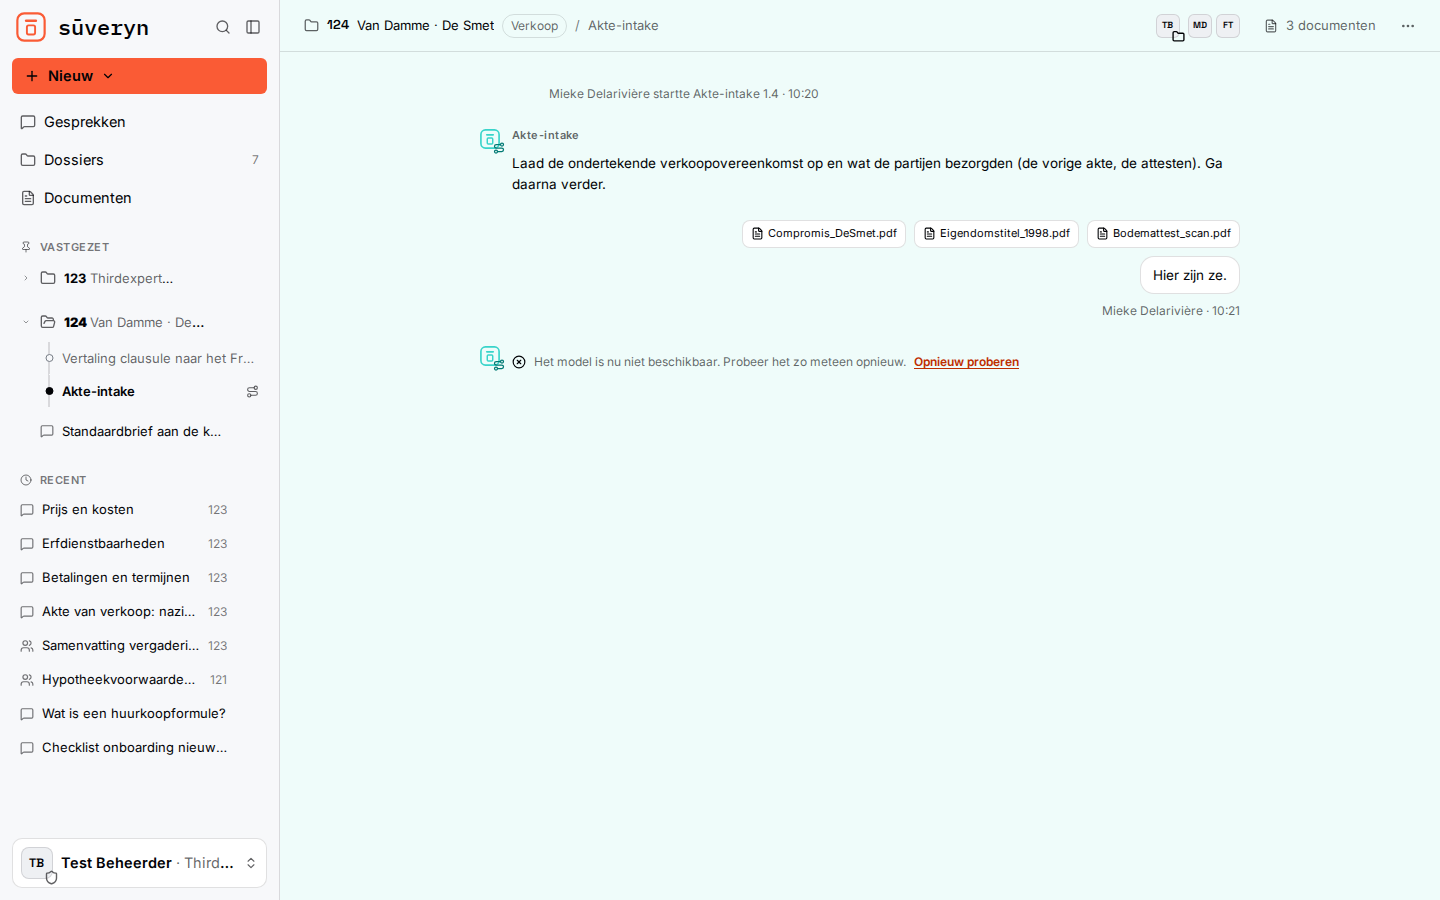 sūveryn
Nieuw
Gesprekken
Dossiers 7
Documenten
VASTGEZET
123 Thirdexpert...
124 Van Damme · De...
Vertaling clausule naar het Fr...
Akte-intake
Standaardbrief aan de k...
RECENT
Prijs en kosten 123
Erfdienstbaarheden 123
Betalingen en termijnen 123
Akte van verkoop: nazi... 123
Samenvatting vergaderi... 123
Hypotheekvoorwaarde... 121
Wat is een huurkoopformule?
Checklist onboarding nieuw...
TB Test Beheerder · Third...
124 Van Damme · De Smet Verkoop / Akte-intake
TB MD FT 3 documenten
Mieke Delarivière startte Akte-intake 1.4 · 10:20
Akte-intake
Laad de ondertekende verkoopovereenkomst op en wat de partijen bezorgden (de vorige akte, de attesten). Ga
daarna verder.
Compromis_DeSmet.pdf Eigendomstitel_1998.pdf Bodemattest_scan.pdf
Hier zijn ze.
Mieke Delarivière · 10:21
Het model is nu niet beschikbaar. Probeer het zo meteen opnieuw. Opnieuw proberen